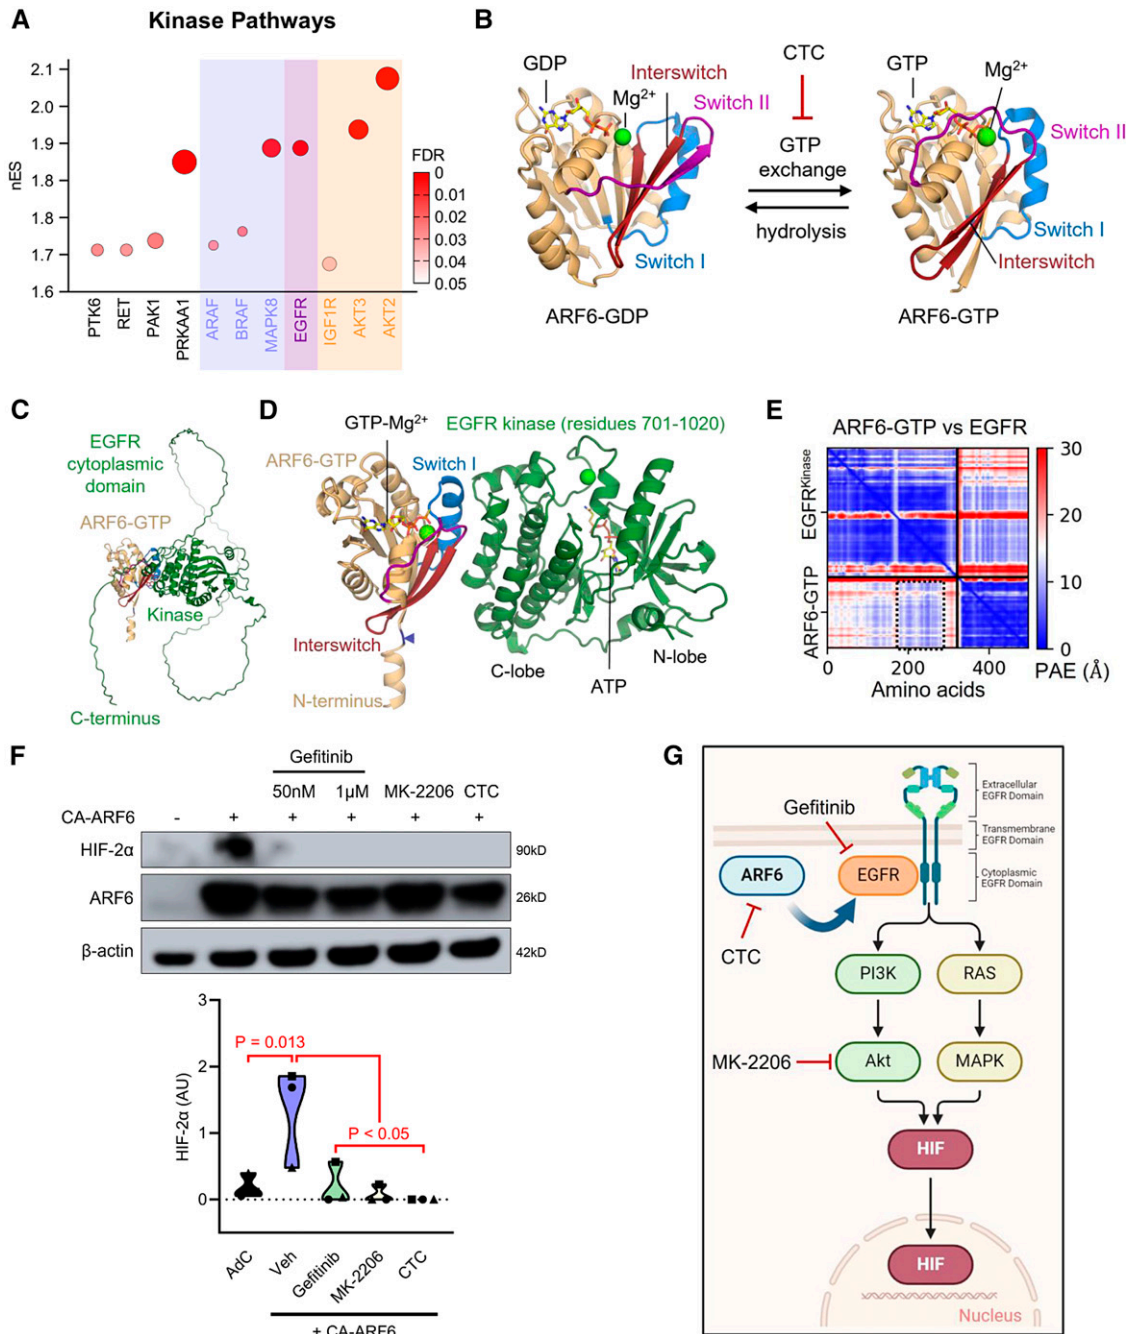 A
Kinase Pathways
nES
2.1
2.0
1.9
1.8
1.7
1.6
PTK6
RET
PAK1
PRKAA1
ARAF
BRAF
MAPK8
EGFR
IGF1R
AKT3
AKT2
FDR
0
0.01
0.02
0.03
0.04
0.05
B
GDP
Interswitch
Mg2+
Switch II
Switch I
ARF6-GDP
CTC
GTP
exchange
hydrolysis
GTP
Mg2+
Switch II
Switch I
Interswitch
ARF6-GTP
C
EGFR
cytoplasmic
domain
ARF6-GTP
Kinase
C-terminus
D
GTP-Mg2+
EGFR kinase (residues 701-1020)
ARF6-GTP
Switch I
Interswitch
N-terminus
C-lobe
N-lobe
ATP
E
ARF6-GTP vs EGFR
EGFRKinase
ARF6-GTP
0
200
400
Amino acids
30
20
10
0
PAE (Å)
F
Gefitinib
50nM 1µM MK-2206 CTC
CA-ARF6 - + + + + +
HIF-2α 90kD
ARF6 26kD
β-actin 42kD
HIF-2α (AU)
3
2
1
0
P = 0.013
P < 0.05
AdC
Veh
Gefitinib
MK-2206
CTC
+ CA-ARF6
G
Extracellular
EGFR Domain
Gefitinib
Transmembrane
EGFR Domain
ARF6
EGFR
Cytoplasmic
EGFR Domain
CTC
PI3K
RAS
MK-2206
Akt
MAPK
HIF
HIF
Nucleus